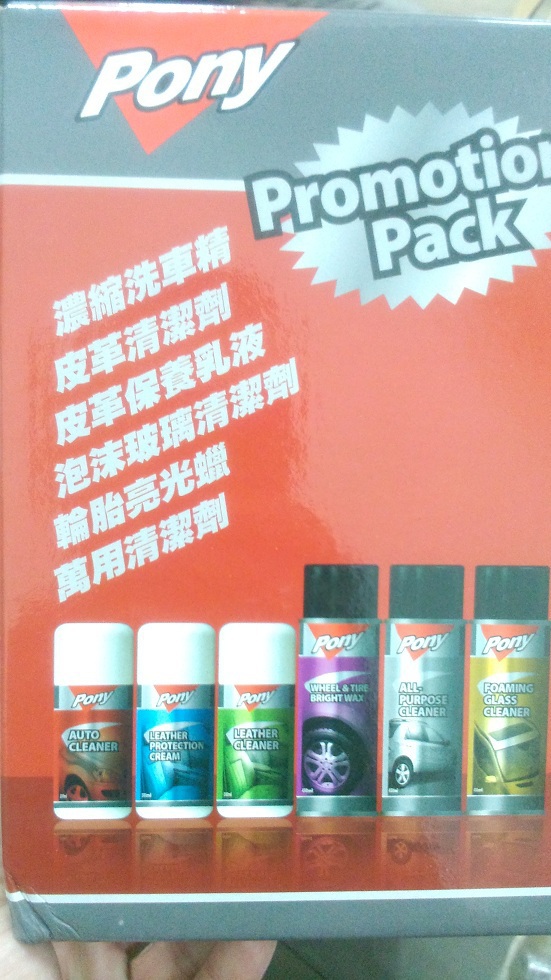 Pony
Promotion
Pack
濃縮洗車精
皮革清潔劑
皮革保養乳液
泡沫玻璃清潔劑
輪胎亮光蠟
萬用清潔劑
Pony
AUTO
CLEANER
Pony
LEATHER
PROTECTION
CREAM
Pony
LEATHER
CLEANER
Pony
WHEEL & TIRE
BRIGHT WAX
Pony
ALL-
PURPOSE
CLEANER
Pony
FOAMING
GLASS
CLEANER